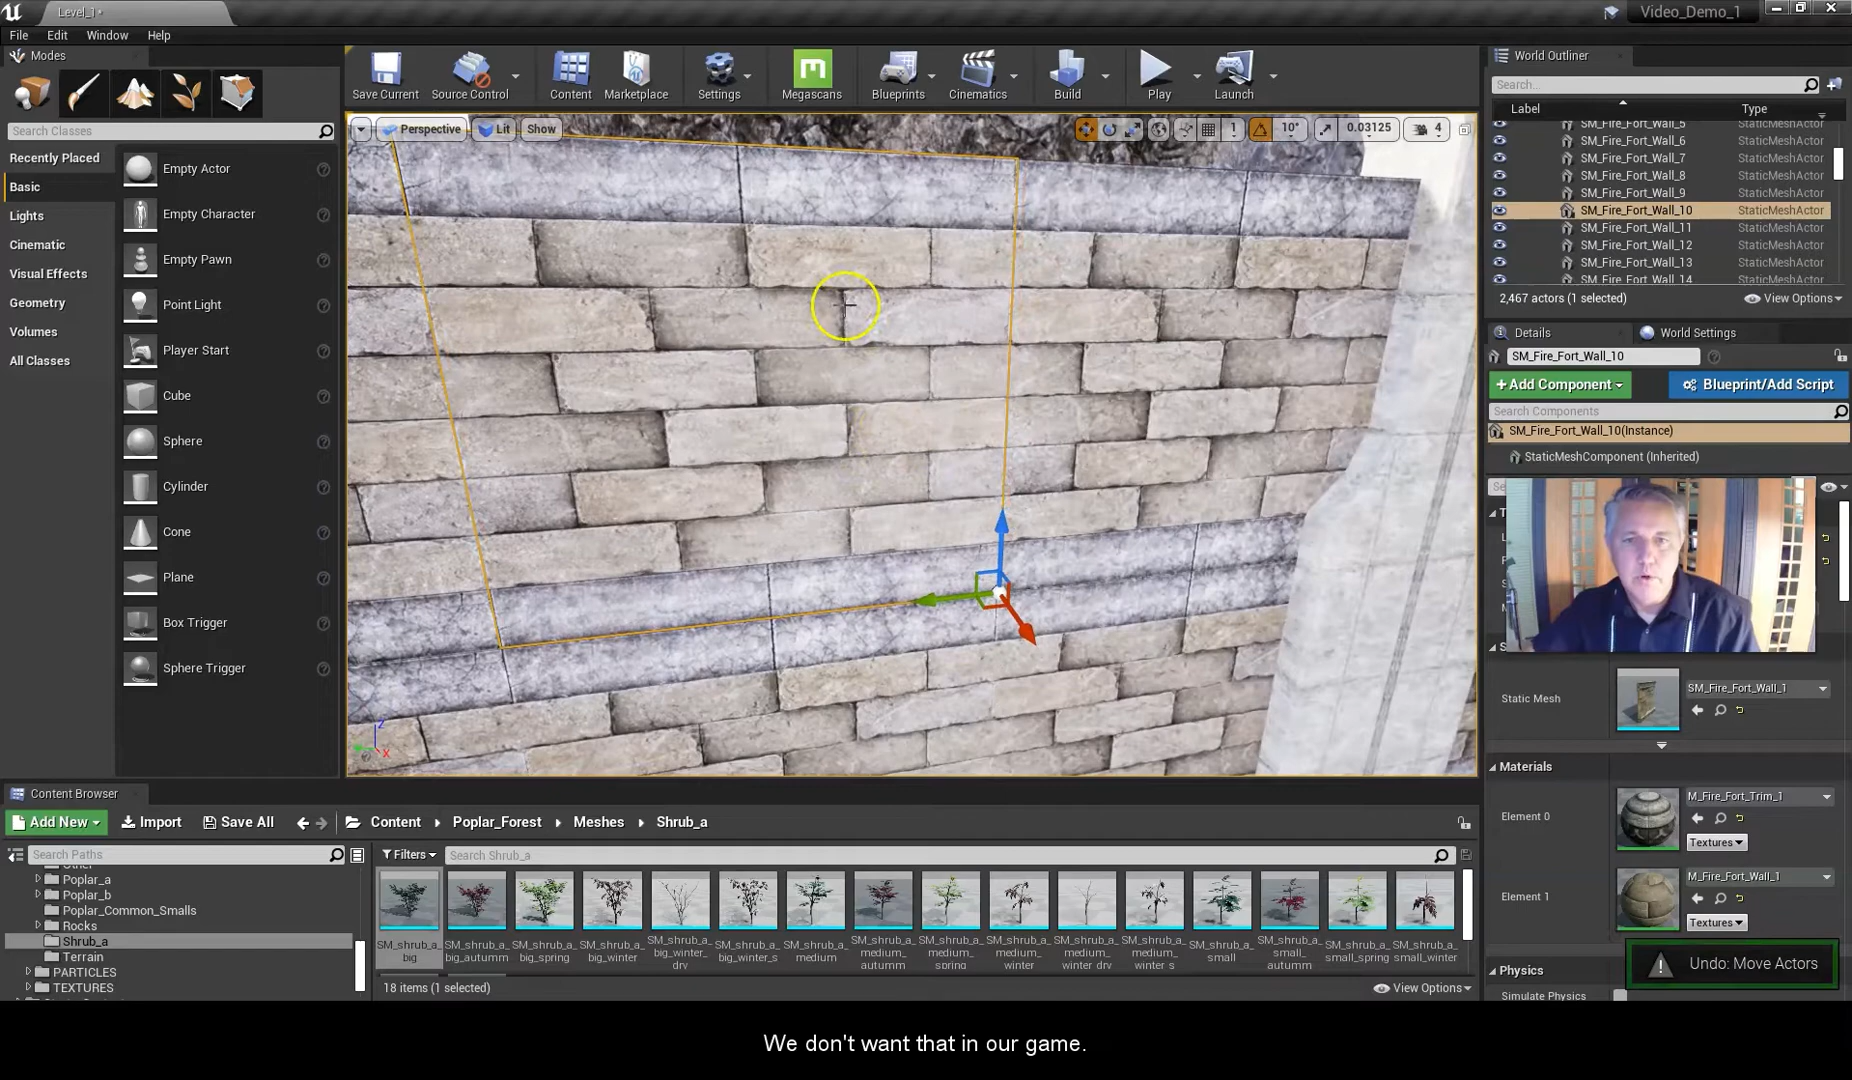 Level_1*
Video_Demo_1
File Edit Window Help
Modes
Save Current
Source Control
Content
Marketplace
Settings
Megascans
Blueprints
Cinematics
Build
Play
Launch
Search Classes
Recently Placed
Basic
Lights
Cinematic
Visual Effects
Geometry
Volumes
All Classes
Empty Actor
Empty Character
Empty Pawn
Point Light
Player Start
Cube
Sphere
Cylinder
Cone
Plane
Box Trigger
Sphere Trigger
Perspective Lit Show
1 10° 0.03125 4
World Outliner
Search...
Label Type
SM_Fire_Fort_Wall_5 StaticMeshActor
SM_Fire_Fort_Wall_6 StaticMeshActor
SM_Fire_Fort_Wall_7 StaticMeshActor
SM_Fire_Fort_Wall_8 StaticMeshActor
SM_Fire_Fort_Wall_9 StaticMeshActor
SM_Fire_Fort_Wall_10 StaticMeshActor
SM_Fire_Fort_Wall_11 StaticMeshActor
SM_Fire_Fort_Wall_12 StaticMeshActor
SM_Fire_Fort_Wall_13 StaticMeshActor
SM_Fire_Fort_Wall_14 StaticMeshActor
2,467 actors (1 selected) View Options
Details World Settings
SM_Fire_Fort_Wall_10
+ Add Component
Blueprint/Add Script
Search Components
SM_Fire_Fort_Wall_10(Instance)
StaticMeshComponent (Inherited)
Static Mesh
SM_Fire_Fort_Wall_1
Materials
Element 0
M_Fire_Fort_Trim_1
Textures
Element 1
M_Fire_Fort_Wall_1
Textures
Physics
Simulate Physics
Undo: Move Actors
Z
X
Content Browser
Add New Import Save All
Content Poplar_Forest Meshes Shrub_a
Search Paths
Filters
Search Shrub_a
Poplar_a
Poplar_b
Poplar_Common_Smalls
Rocks
Shrub_a
Terrain
PARTICLES
TEXTURES
SM_shrub_a_big
SM_shrub_a_big_autumn
SM_shrub_a_big_spring
SM_shrub_a_big_winter
SM_shrub_a_big_winter_dry
SM_shrub_a_big_winter_s
SM_shrub_a_medium
SM_shrub_a_medium_autumn
SM_shrub_a_medium_spring
SM_shrub_a_medium_winter
SM_shrub_a_medium_winter_dry
SM_shrub_a_medium_winter_s
SM_shrub_a_small
SM_shrub_a_small_autumn
SM_shrub_a_small_spring
SM_shrub_a_small_winter
18 items (1 selected) View Options
We don't want that in our game.